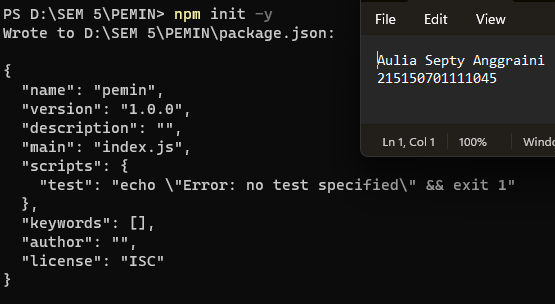 PS D:\SEM 5\PEMIN> npm init -y
Wrote to D:\SEM 5\PEMIN\package.json:
{
  "name": "pemin",
  "version": "1.0.0",
  "description": "",
  "main": "index.js",
  "scripts": {
    "test": "echo \"Error: no test specified\" && exit 1"
  },
  "keywords": [],
  "author": "",
  "license": "ISC"
}
File Edit View
Aulia Septy Anggraini
215150701111045
Ln 1, Col 1 100%